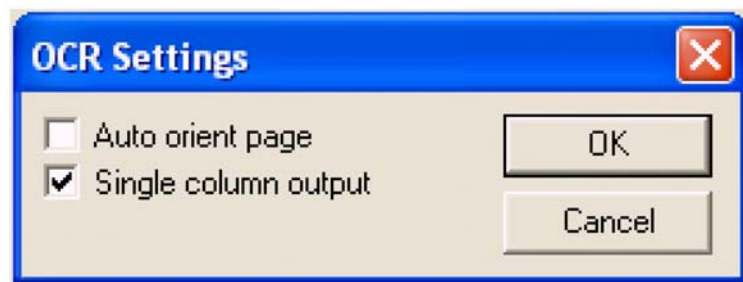 OCR Settings
Auto orient page
OK
Single column output
Cancel